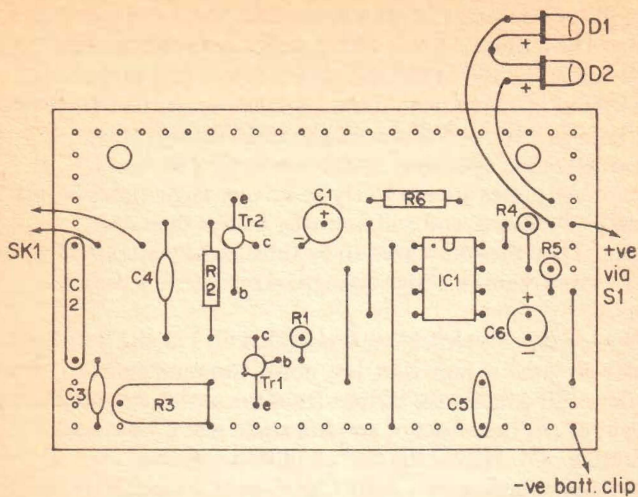 D1
+
D2
+
e
C1
R6
Tr2
+
SK1
c
−
R4
+ve
via
S1
C4
R2
R5
C2
IC1
b
+
R1
C6
c
−
b
Tr1
C3
R3
e
C5
−ve batt. clip